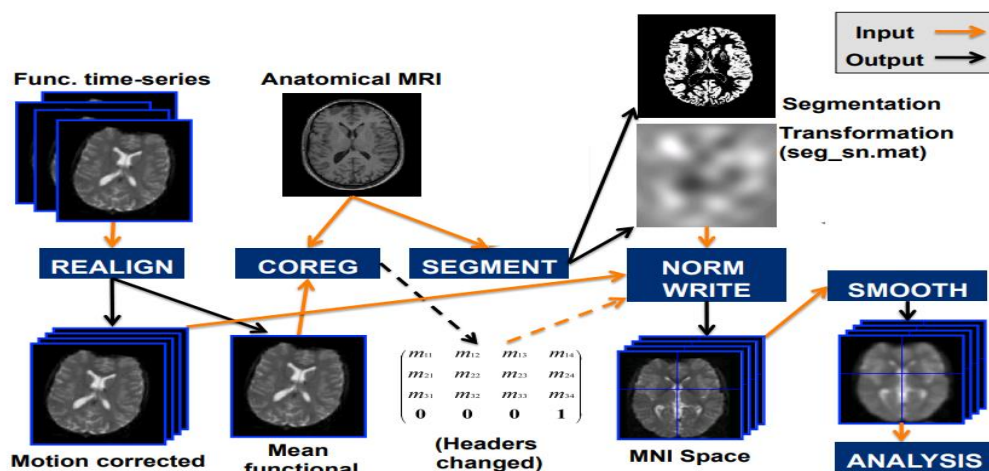 Input
Output
Func. time-series
Anatomical MRI
Segmentation
Transformation
(seg_sn.mat)
REALIGN
COREG
SEGMENT
NORM
WRITE
SMOOTH
m11 m12 m13 m14
m21 m22 m23 m24
m31 m32 m33 m34
0 0 0 1
Motion corrected
Mean
functional
(Headers
changed)
MNI Space
ANALYSIS